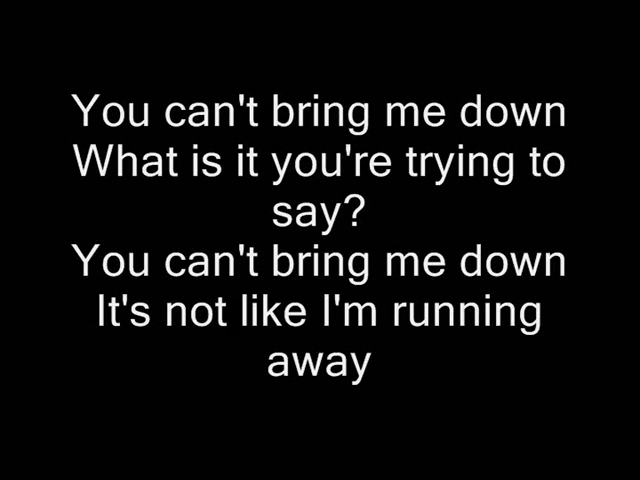 You can't bring me down
What is it you're trying to
say?
You can't bring me down
It's not like I'm running
away